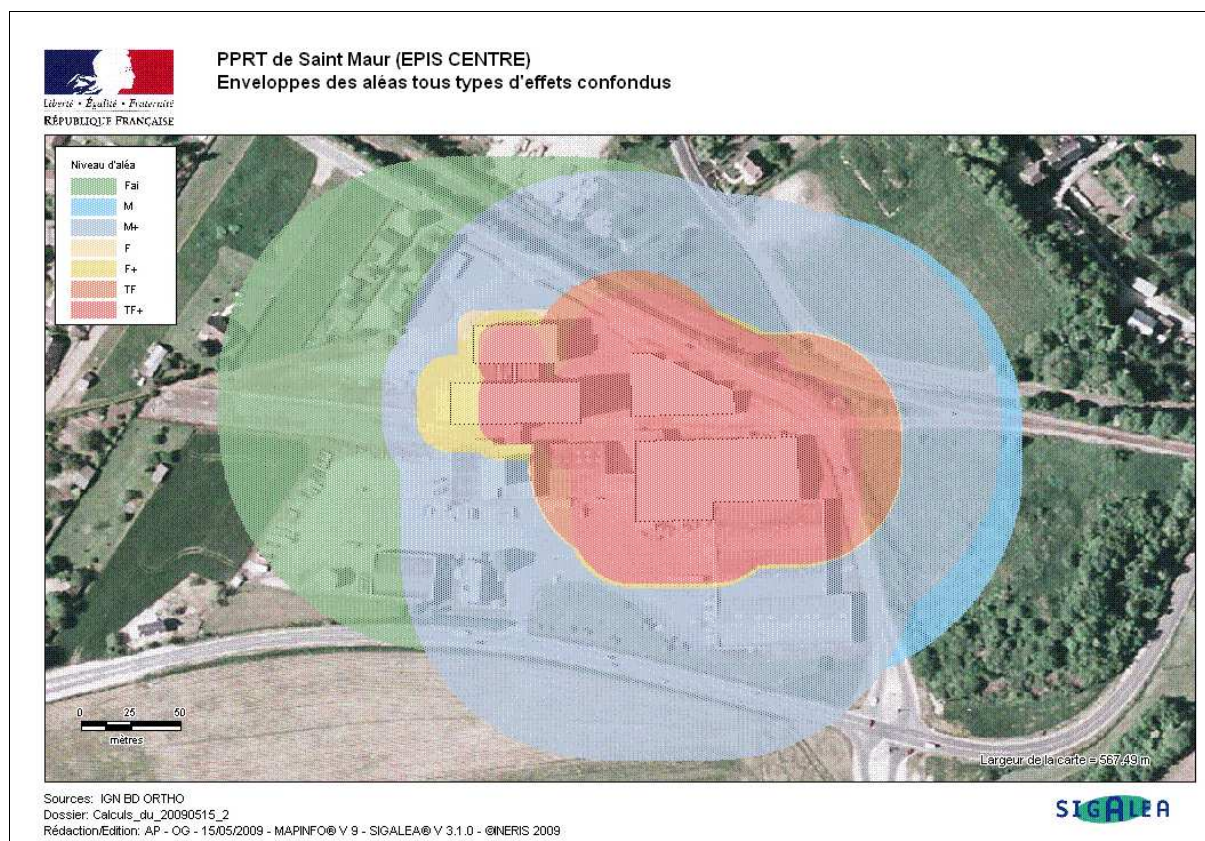 PPRT de Saint Maur (EPIS CENTRE)
Enveloppes des aléas tous types d'effets confondus
Liberté • Égalité • Fraternité
RÉPUBLIQUE FRANÇAISE
Niveau d'aléa
Fai
M
M+
F
F+
TF
TF+
0 25 50
mètres
Largeur de la carte = 567.49 m
Sources: IGN BD ORTHO
Dossier: Calculs_du_20090515_2
Rédaction/Edition: AP - OG - 15/05/2009 - MAPINFO® V 9 - SIGALEA® V 3.1.0 - ©INERIS 2009
SIGALEA